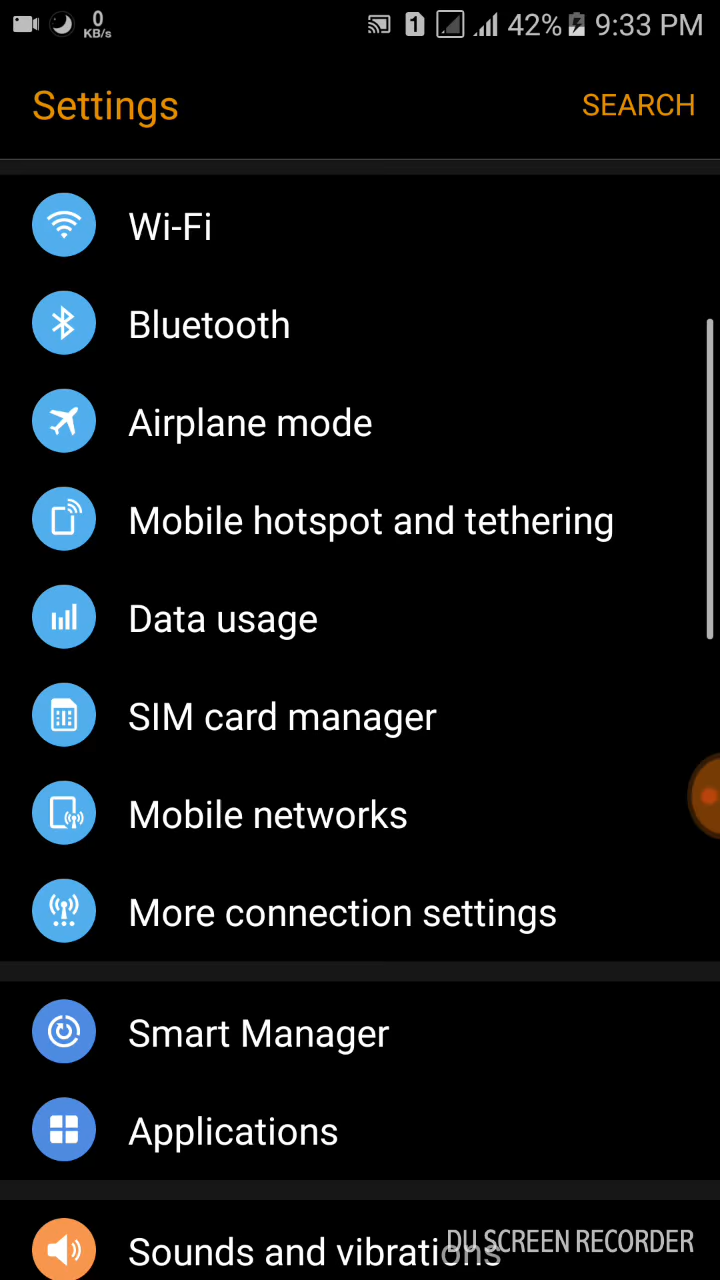 0
KB/s
1
42%
9:33 PM
Settings
SEARCH
Wi-Fi
Bluetooth
Airplane mode
Mobile hotspot and tethering
Data usage
SIM card manager
Mobile networks
More connection settings
Smart Manager
Applications
Sounds and vibrations
DU SCREEN RECORDER